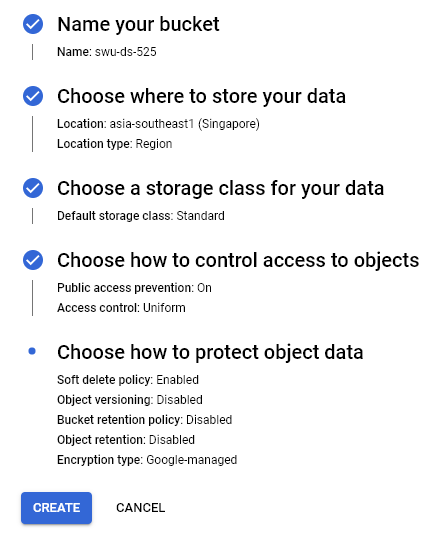 Name your bucket
Name: swu-ds-525
Choose where to store your data
Location: asia-southeast1 (Singapore)
Location type: Region
Choose a storage class for your data
Default storage class: Standard
Choose how to control access to objects
Public access prevention: On
Access control: Uniform
Choose how to protect object data
Soft delete policy: Enabled
Object versioning: Disabled
Bucket retention policy: Disabled
Object retention: Disabled
Encryption type: Google-managed
CREATE CANCEL